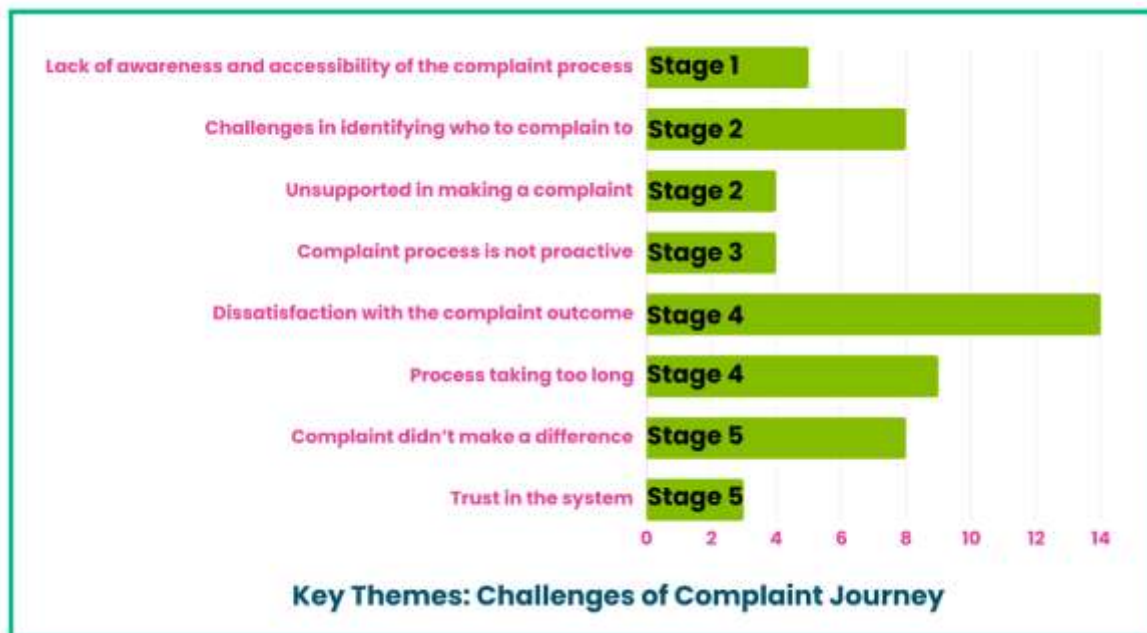 Lack of awareness and accessibility of the complaint process Stage 1
Challenges in identifying who to complain to Stage 2
Unsupported in making a complaint Stage 2
Complaint process is not proactive Stage 3
Dissatisfaction with the complaint outcome Stage 4
Process taking too long Stage 4
Complaint didn’t make a difference Stage 5
Trust in the system Stage 5
0 2 4 6 8 10 12 14
Key Themes: Challenges of Complaint Journey